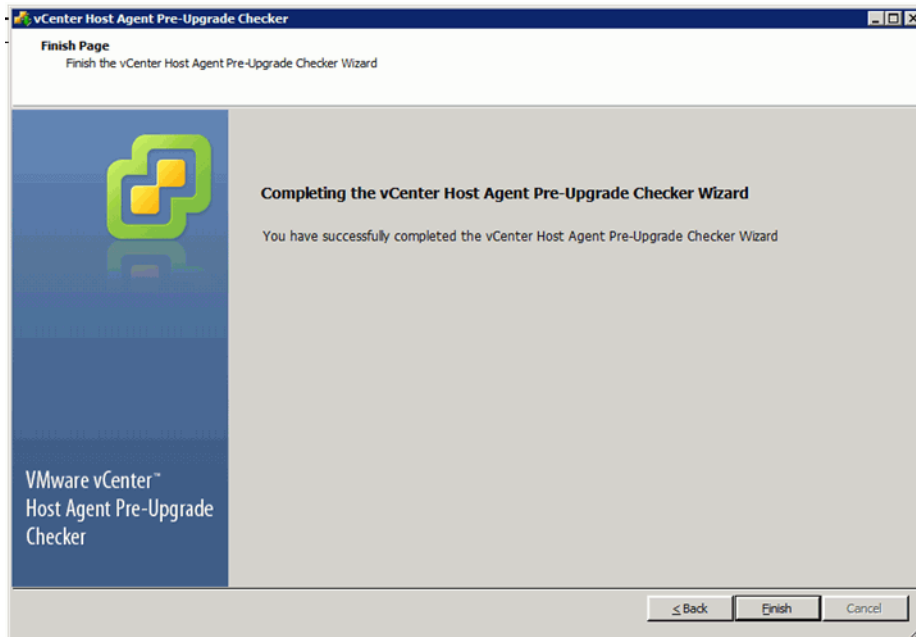 vCenter Host Agent Pre-Upgrade Checker
Finish Page
Finish the vCenter Host Agent Pre-Upgrade Checker Wizard
Completing the vCenter Host Agent Pre-Upgrade Checker Wizard
You have successfully completed the vCenter Host Agent Pre-Upgrade Checker Wizard
VMware vCenter™
Host Agent Pre-Upgrade
Checker
< Back
Finish
Cancel